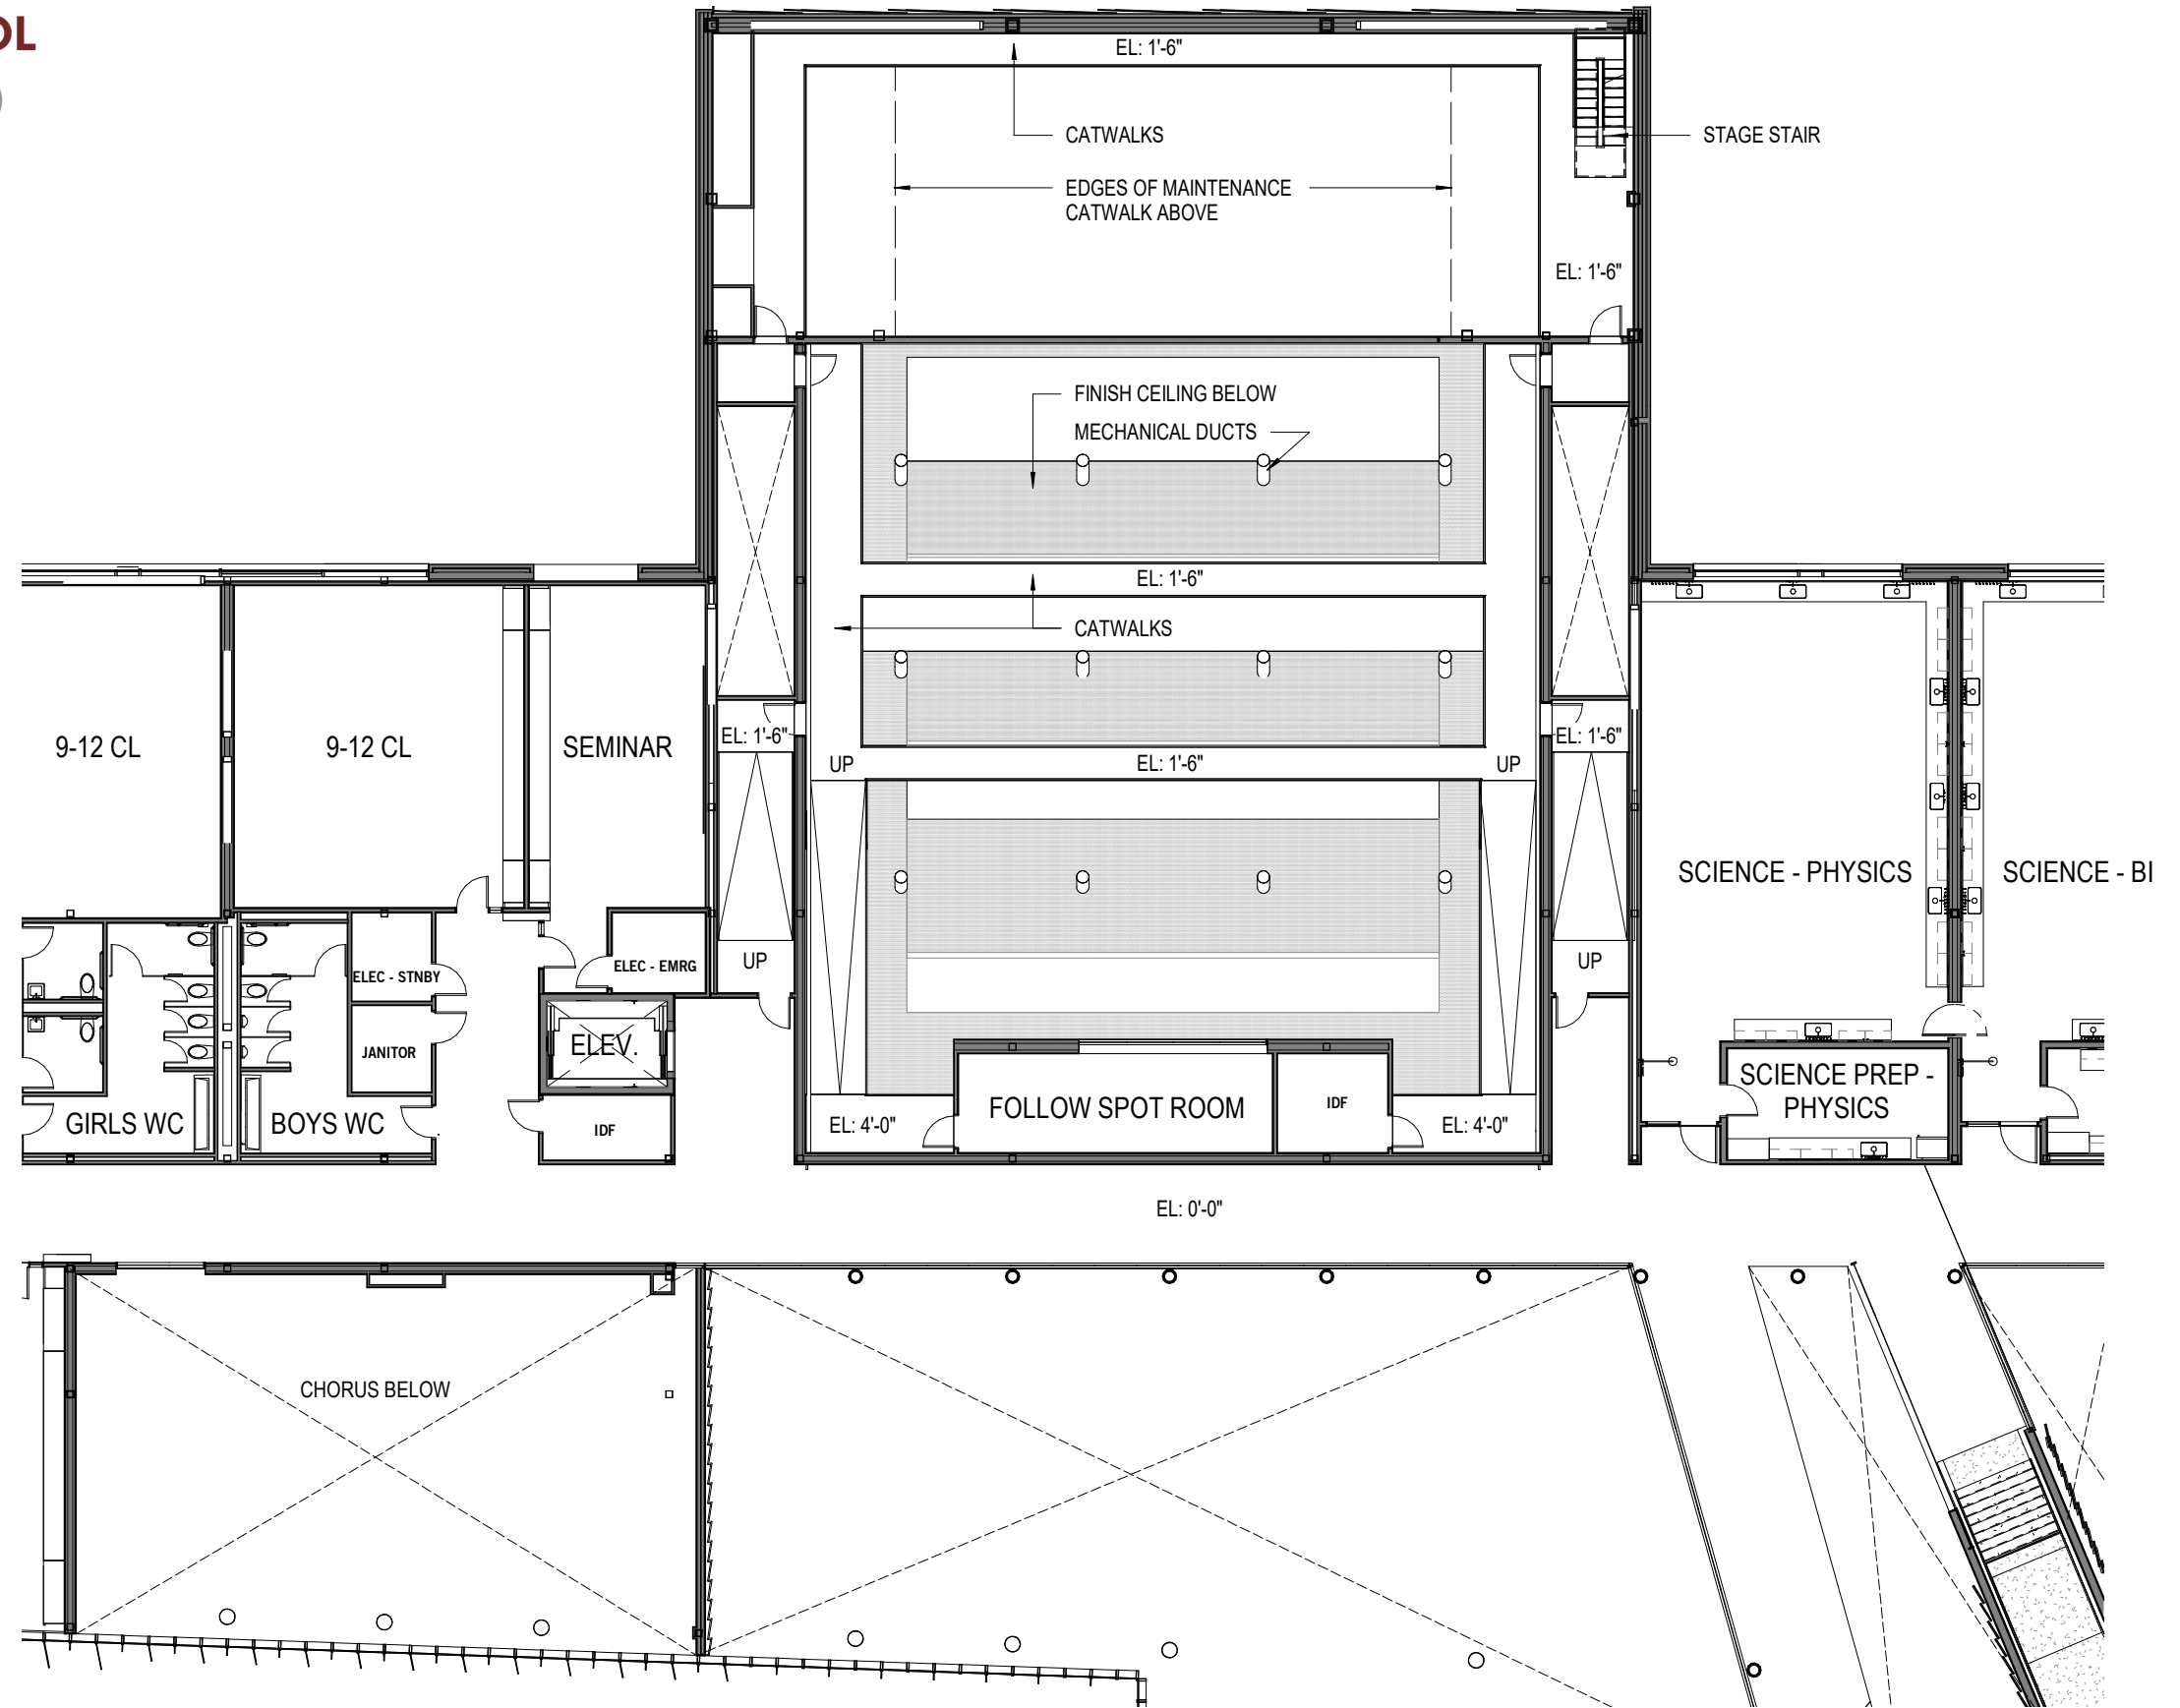 OL
)
EL: 1'-6"
CATWALKS
STAGE STAIR
EDGES OF MAINTENANCE
CATWALK ABOVE
EL: 1'-6"
FINISH CEILING BELOW
MECHANICAL DUCTS
EL: 1'-6"
CATWALKS
9-12 CL
9-12 CL
SEMINAR
EL: 1'-6"
EL: 1'-6"
UP
EL: 1'-6"
UP
SCIENCE - PHYSICS
SCIENCE - BI
UP
UP
ELEC - STNBY
ELEC - EMRG
JANITOR
ELEV.
GIRLS WC
BOYS WC
IDF
EL: 4'-0"
FOLLOW SPOT ROOM
IDF
EL: 4'-0"
SCIENCE PREP -
PHYSICS
EL: 0'-0"
CHORUS BELOW